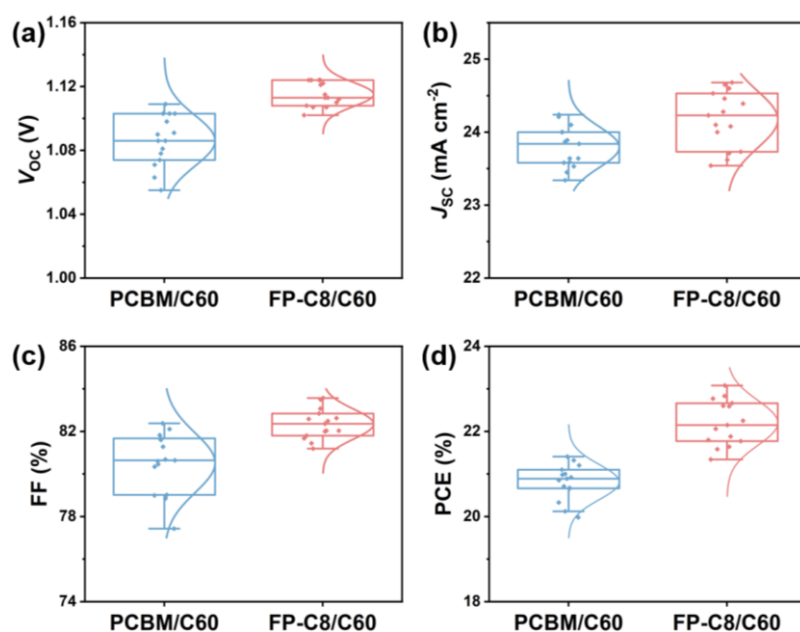 (a)
1.16
1.12
1.08
1.04
1.00
V_OC (V)
PCBM/C60 FP-C8/C60
(b)
25
24
23
22
J_SC (mA cm⁻²)
PCBM/C60 FP-C8/C60
(c)
86
82
78
74
FF (%)
PCBM/C60 FP-C8/C60
(d)
24
22
20
18
PCE (%)
PCBM/C60 FP-C8/C60